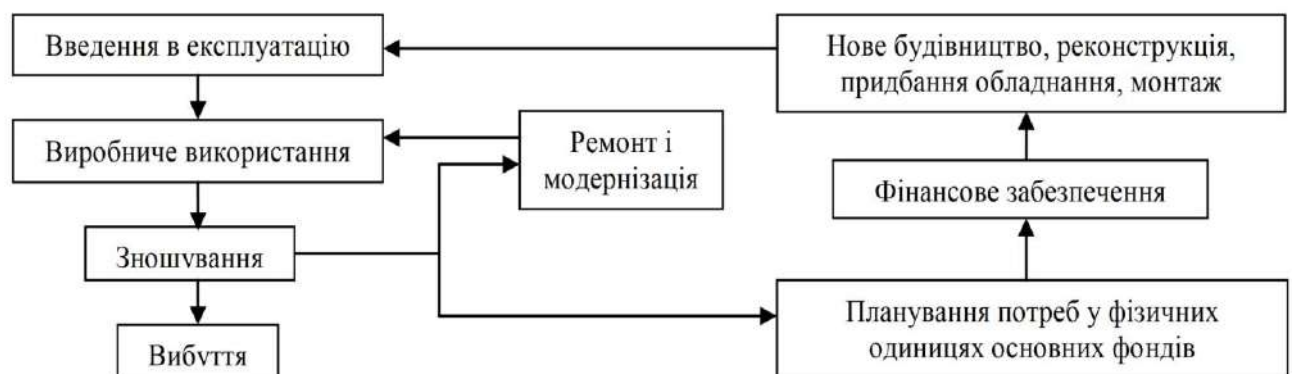 Введення в експлуатацію
Нове будівництво, реконструкція,
придбання обладнання, монтаж
Виробниче використання
Ремонт і
модернізація
Фінансове забезпечення
Зношування
Планування потреб у фізичних
одиницях основних фондів
Вибуття